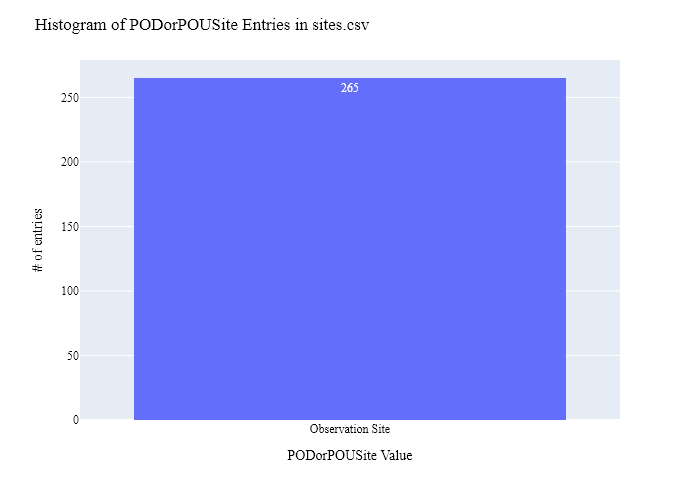 Histogram of PODorPOUSite Entries in sites.csv
265
250
200
150
100
50
0
# of entries
Observation Site
PODorPOUSite Value